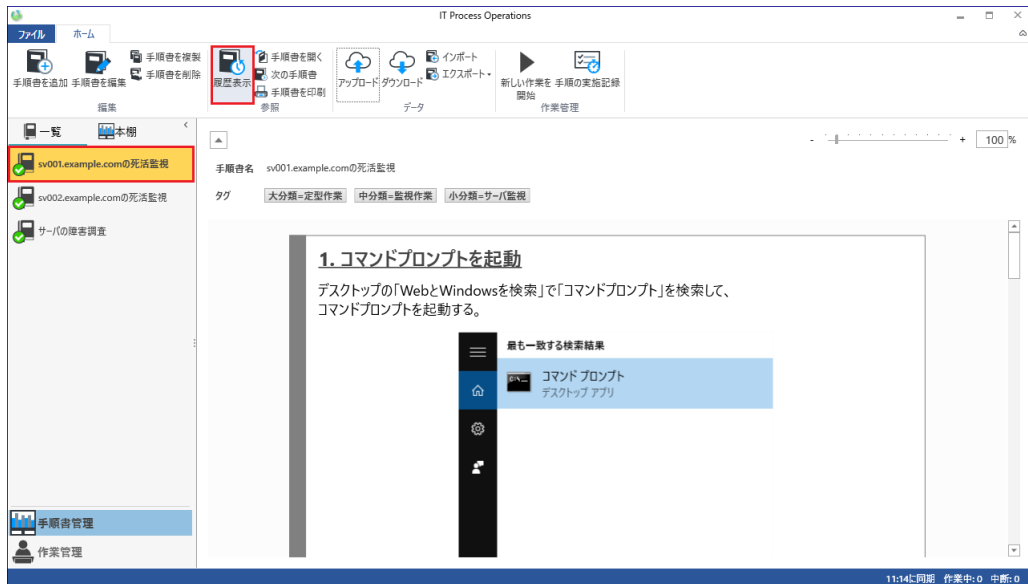 IT Process Operations
ファイル
ホーム
手順書を追加
手順書を編集
手順書を複製
手順書を削除
編集
履歴表示
手順書を開く
次の手順書
手順書を印刷
参照
アップロード
ダウンロード
インポート
エクスポート
データ
新しい作業を
開始
手順の実施記録
作業管理
一覧
本棚
sv001.example.comの死活監視
sv002.example.comの死活監視
サーバの障害調査
- + 100 %
手順書名 sv001.example.comの死活監視
タグ 大分類=定型作業 中分類=監視作業 小分類=サーバ監視
1. コマンドプロンプトを起動
デスクトップの「WebとWindowsを検索」で「コマンドプロンプト」を検索して、
コマンドプロンプトを起動する。
最も一致する検索結果
コマンド プロンプト
デスクトップ アプリ
手順書管理
作業管理
11:14に同期 作業中: 0 中断: 0